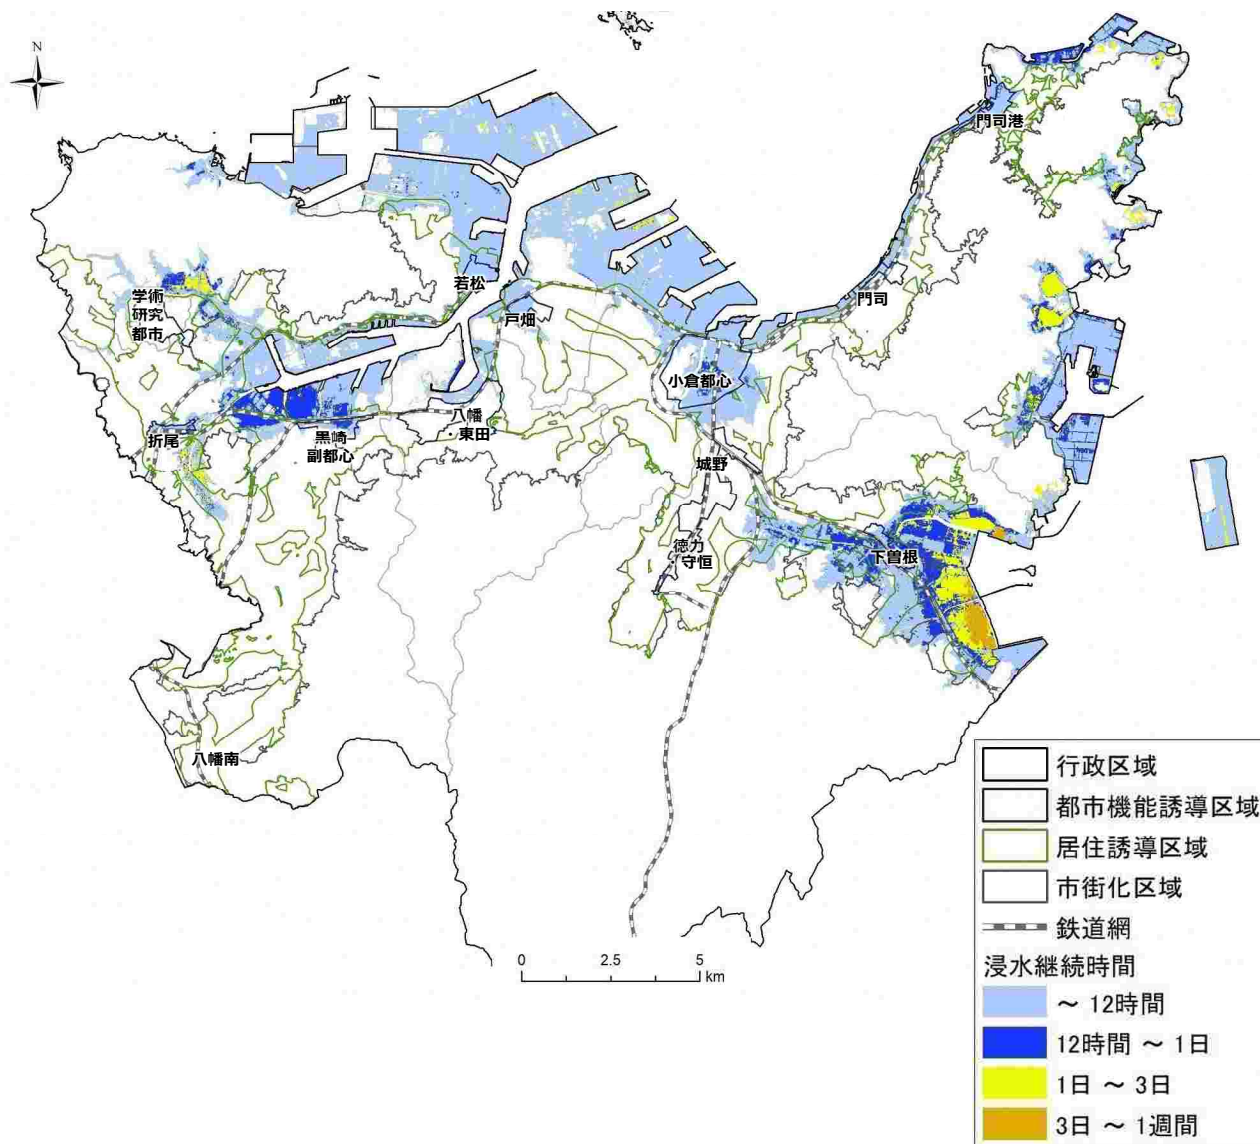 N
門司港
若松
学術
研究
都市
戸畑
門司
小倉都心
折尾
黒崎
副都心
八幡
・東田
城野
徳力
・守恒
下曽根
八幡南
0 2.5 5
km
行政区域
都市機能誘導区域
居住誘導区域
市街化区域
鉄道網
浸水継続時間
～ 12時間
12時間 ～ 1日
1日 ～ 3日
3日 ～ 1週間